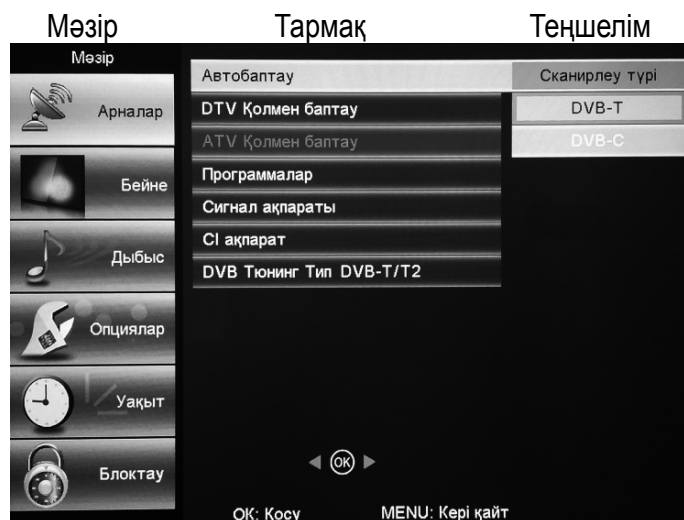 Мәзір Тармақ Теңшелім
Мәзір
Арналар
Бейне
Дыбыс
Опциялар
Уақыт
Блоктау
Автобаптау
DTV Қолмен баптау
ATV Қолмен баптау
Программалар
Сигнал ақпараты
CI ақпарат
DVB Тюнинг Тип DVB-T/T2
Сканирлеу түрі
DVB-T
DVB-C
OK
OK: Қосу MENU: Кері қайт